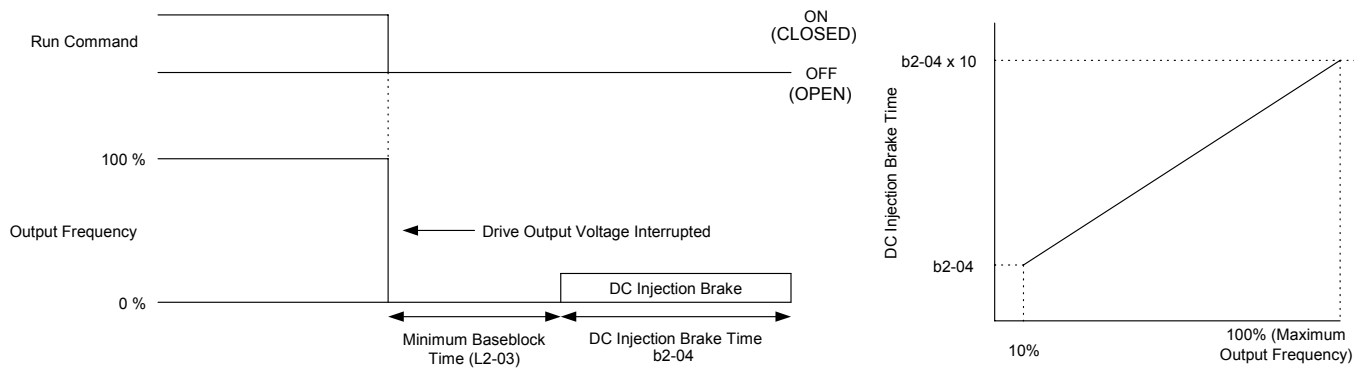 Run Command
ON
(CLOSED)
OFF
(OPEN)
100 %
Output Frequency
Drive Output Voltage Interrupted
DC Injection Brake
0 %
Minimum Baseblock
Time (L2-03)
DC Injection Brake Time
b2-04
b2-04 x 10
DC Injection Brake Time
b2-04
10%
100% (Maximum
Output Frequency)